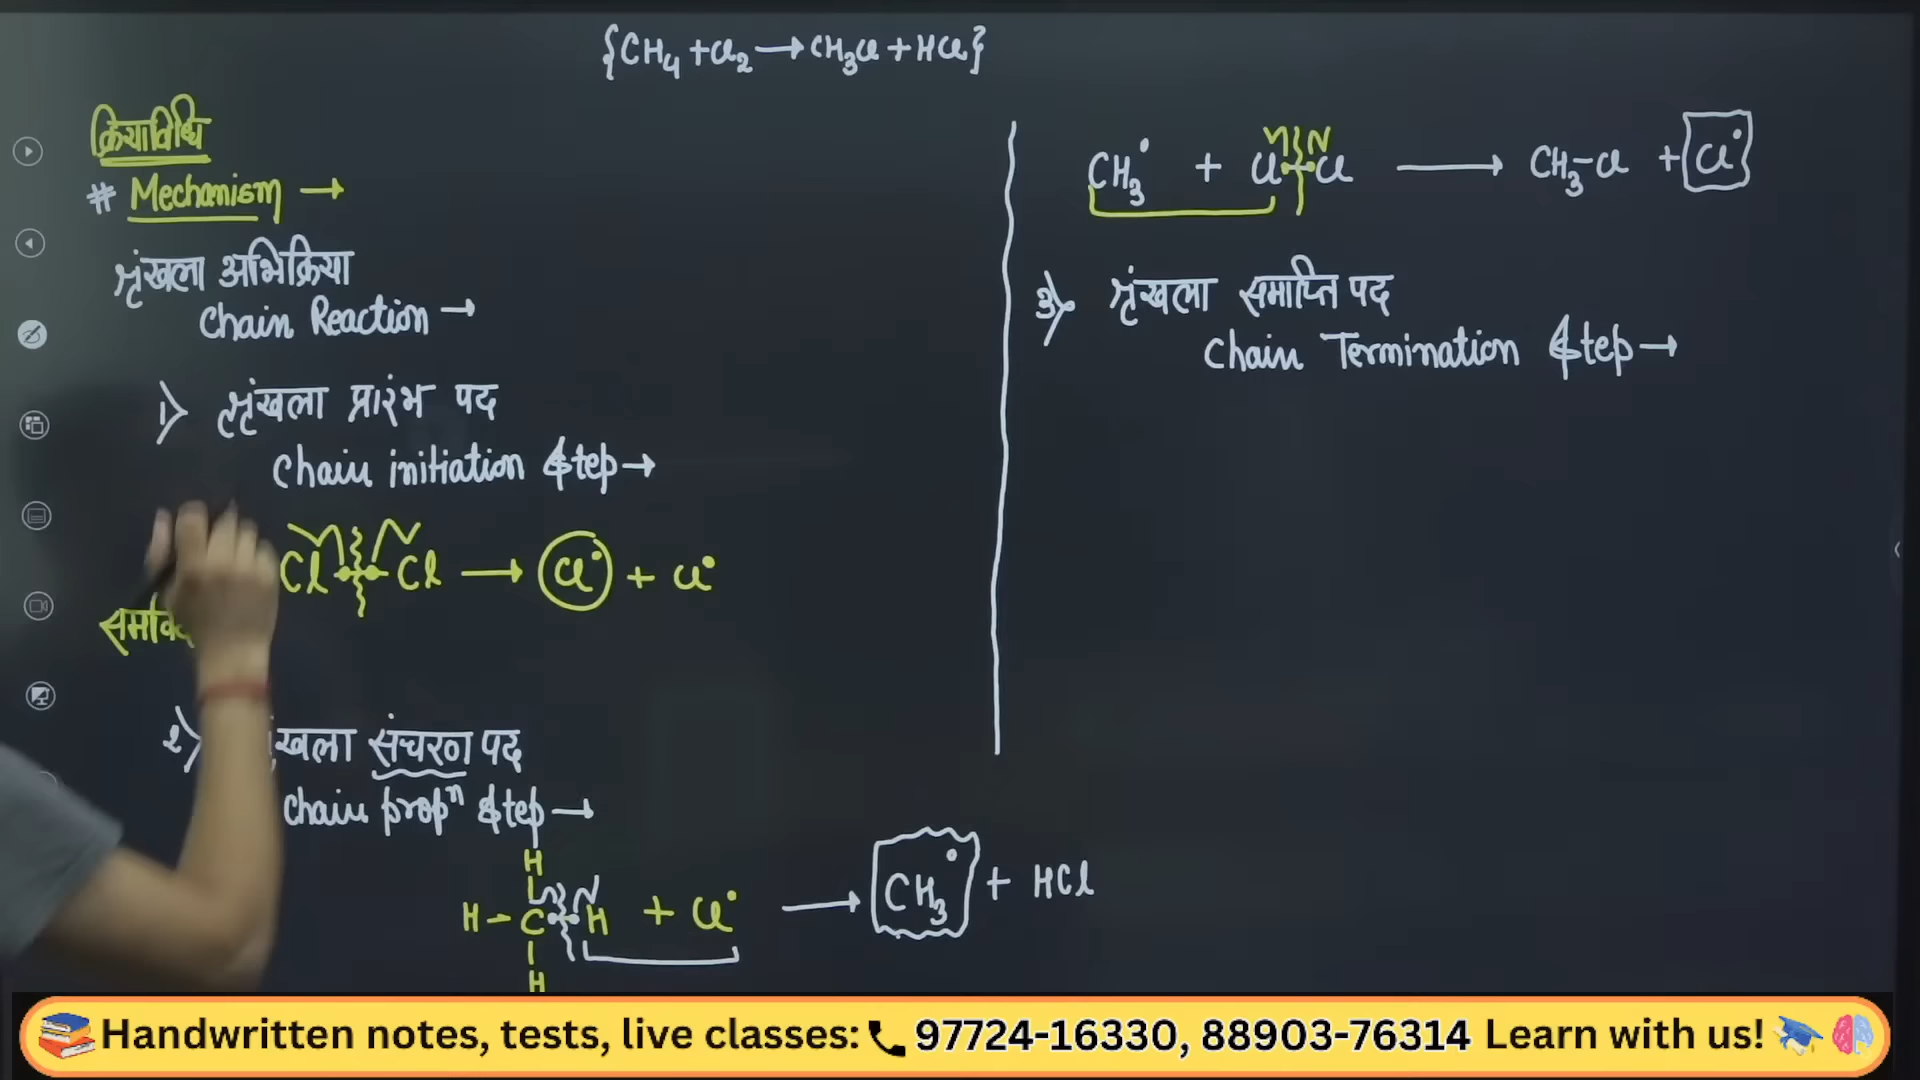 {CH₄ + Cl₂ → CH₃Cl + HCl}
क्रियाविधि
# Mechanism →
श्रृंखला अभिक्रिया
Chain Reaction →
1) श्रृंखला प्रारंभ पद
Chain initiation Step →
Cl–Cl → Cl• + Cl•
2) संचरण पद
Chain propⁿ Step →
H
H–C–H + Cl• → CH₃• + HCl
H
CH₃• + Cl–Cl → CH₃–Cl + Cl•
3) श्रृंखला समाप्ति पद
Chain Termination Step →
Handwritten notes, tests, live classes: 97724-16330, 88903-76314 Learn with us!